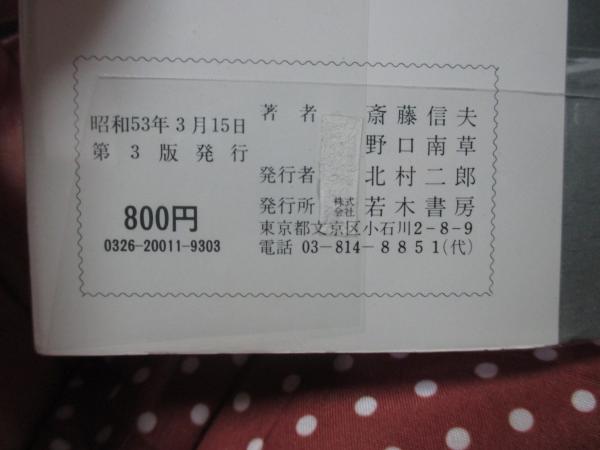 昭和53年3月15日
第3版発行
800円
0326-20011-9303
著者 斎藤信夫
野口南草
発行者 北村二郎
発行所 株式会社 若木書房
東京都文京区小石川2-8-9
電話 03-814-8851(代)